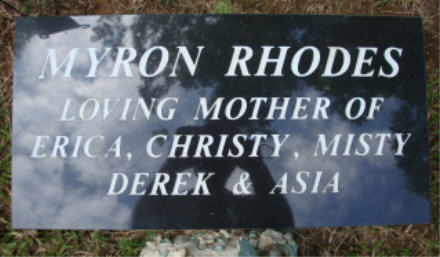 MYRON RHODES
LOVING MOTHER OF
ERICA, CHRISTY, MISTY
DEREK & ASIA